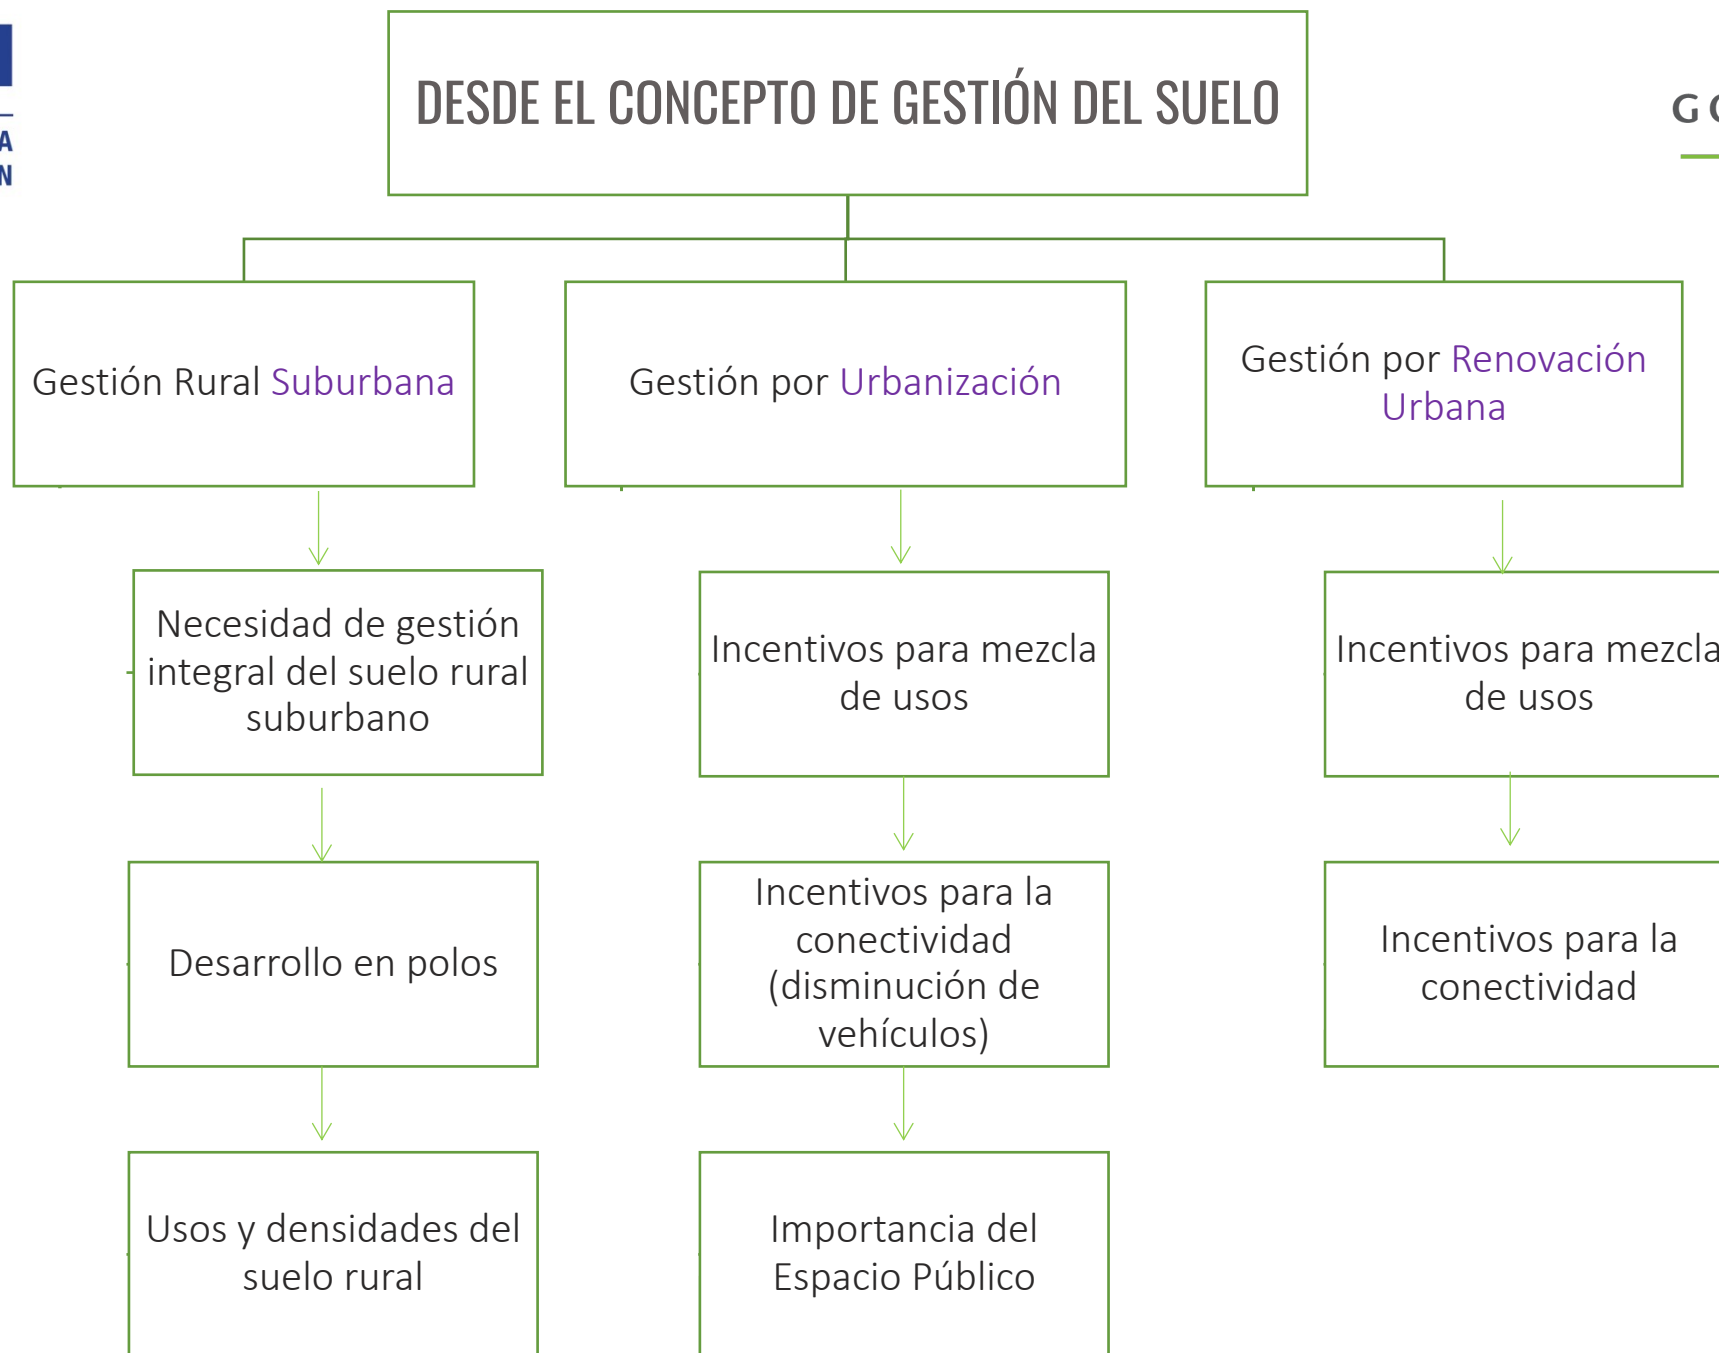 DESDE EL CONCEPTO DE GESTIÓN DEL SUELO
Gestión Rural Suburbana
Gestión por Urbanización
Gestión por Renovación
Urbana
Necesidad de gestión
integral del suelo rural
suburbano
Incentivos para mezcla
de usos
Incentivos para mezcla
de usos
Desarrollo en polos
Incentivos para la
conectividad
(disminución de
vehículos)
Incentivos para la
conectividad
Usos y densidades del
suelo rural
Importancia del
Espacio Público